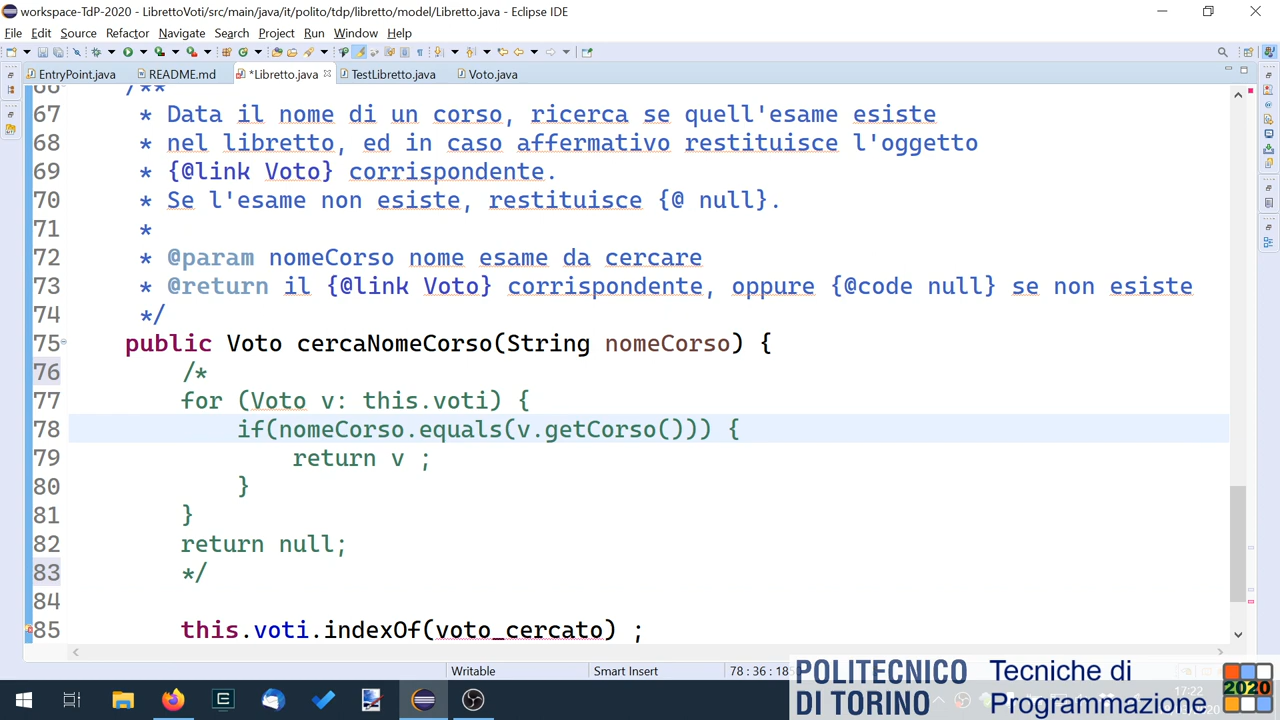 workspace-TdP-2020 - LibrettoVoti/src/main/java/it/polito/tdp/libretto/model/Libretto.java - Eclipse IDE
File Edit Source Refactor Navigate Search Project Run Window Help
EntryPoint.java README.md *Libretto.java TestLibretto.java Voto.java
66 /**
67 * Data il nome di un corso, ricerca se quell'esame esiste
68 * nel libretto, ed in caso affermativo restituisce l'oggetto
69 * {@link Voto} corrispondente.
70 * Se l'esame non esiste, restituisce {@ null}.
71 *
72 * @param nomeCorso nome esame da cercare
73 * @return il {@link Voto} corrispondente, oppure {@code null} se non esiste
74 */
75 public Voto cercaNomeCorso(String nomeCorso) {
76 /*
77 for (Voto v: this.voti) {
78 if(nomeCorso.equals(v.getCorso())) {
79 return v ;
80 }
81 }
82 return null;
83 */
84
85 this.voti.indexOf(voto_cercato) ;
Writable Smart Insert 78 : 36 : 185
POLITECNICO DI TORINO
Tecniche di Programmazione
2020
17:22